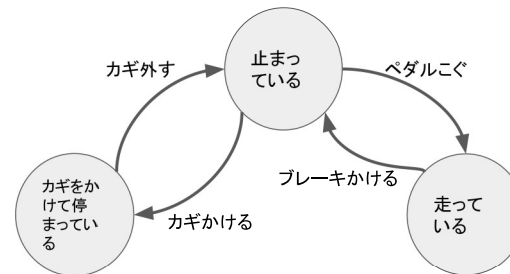 止まっ
ている
カギ外す
ペダルこぐ
ブレーキかける
カギをか
けて停
まってい
る
カギかける
走って
いる